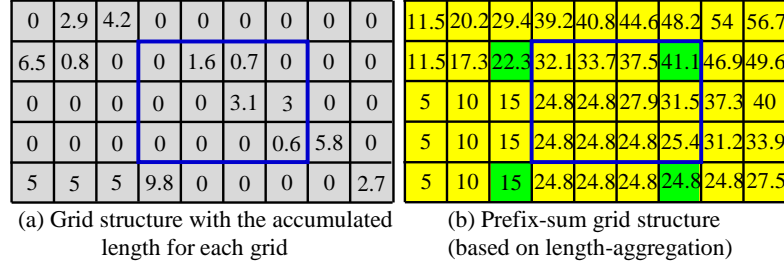 0 2.9 4.2 0 0 0 0 0 0
6.5 0.8 0 0 1.6 0.7 0 0 0
0 0 0 0 0 3.1 3 0 0
0 0 0 0 0 0 0.6 5.8 0
5 5 5 9.8 0 0 0 0 2.7
(a) Grid structure with the accumulated
length for each grid
11.5 20.2 29.4 39.2 40.8 44.6 48.2 54 56.7
11.5 17.3 22.3 32.1 33.7 37.5 41.1 46.9 49.6
5 10 15 24.8 24.8 27.9 31.5 37.3 40
5 10 15 24.8 24.8 24.8 25.4 31.2 33.9
5 10 15 24.8 24.8 24.8 24.8 24.8 27.5
(b) Prefix-sum grid structure
(based on length-aggregation)